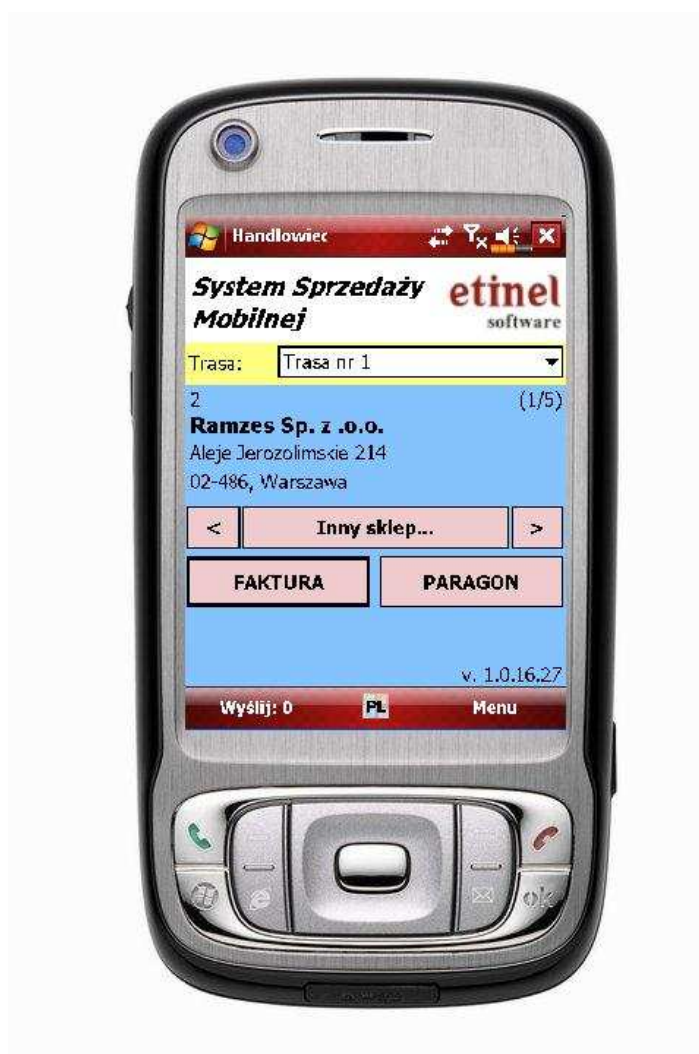 Handlowiec
System Sprzedaży
Mobilnej
etinel
software
Trasa: Trasa nr 1
2 (1/5)
Ramzes Sp. z .o.o.
Aleje Jerozolimskie 214
02-486, Warszawa
< Inny sklep... >
FAKTURA PARAGON
v. 1.0.16.27
Wyślij: 0 PL Menu
ok